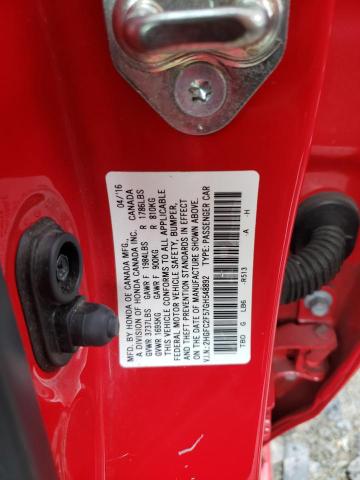 MFD. BY HONDA OF CANADA MFG., 04/16
A DIVISION OF HONDA CANADA INC. CANADA
GVWR 3737LBS GAWR F 1984LBS R 1786LBS
GVWR 1695KG GAWR F 900KG R 810KG
THIS VEHICLE CONFORMS TO ALL APPLICABLE
FEDERAL MOTOR VEHICLE SAFETY, BUMPER,
AND THEFT PREVENTION STANDARDS IN EFFECT
ON THE DATE OF MANUFACTURE SHOWN ABOVE.
V.I.N.:2HGFC2F57GH548892 TYPE: PASSENGER CAR
TBA G LB6 -R513 -A -H